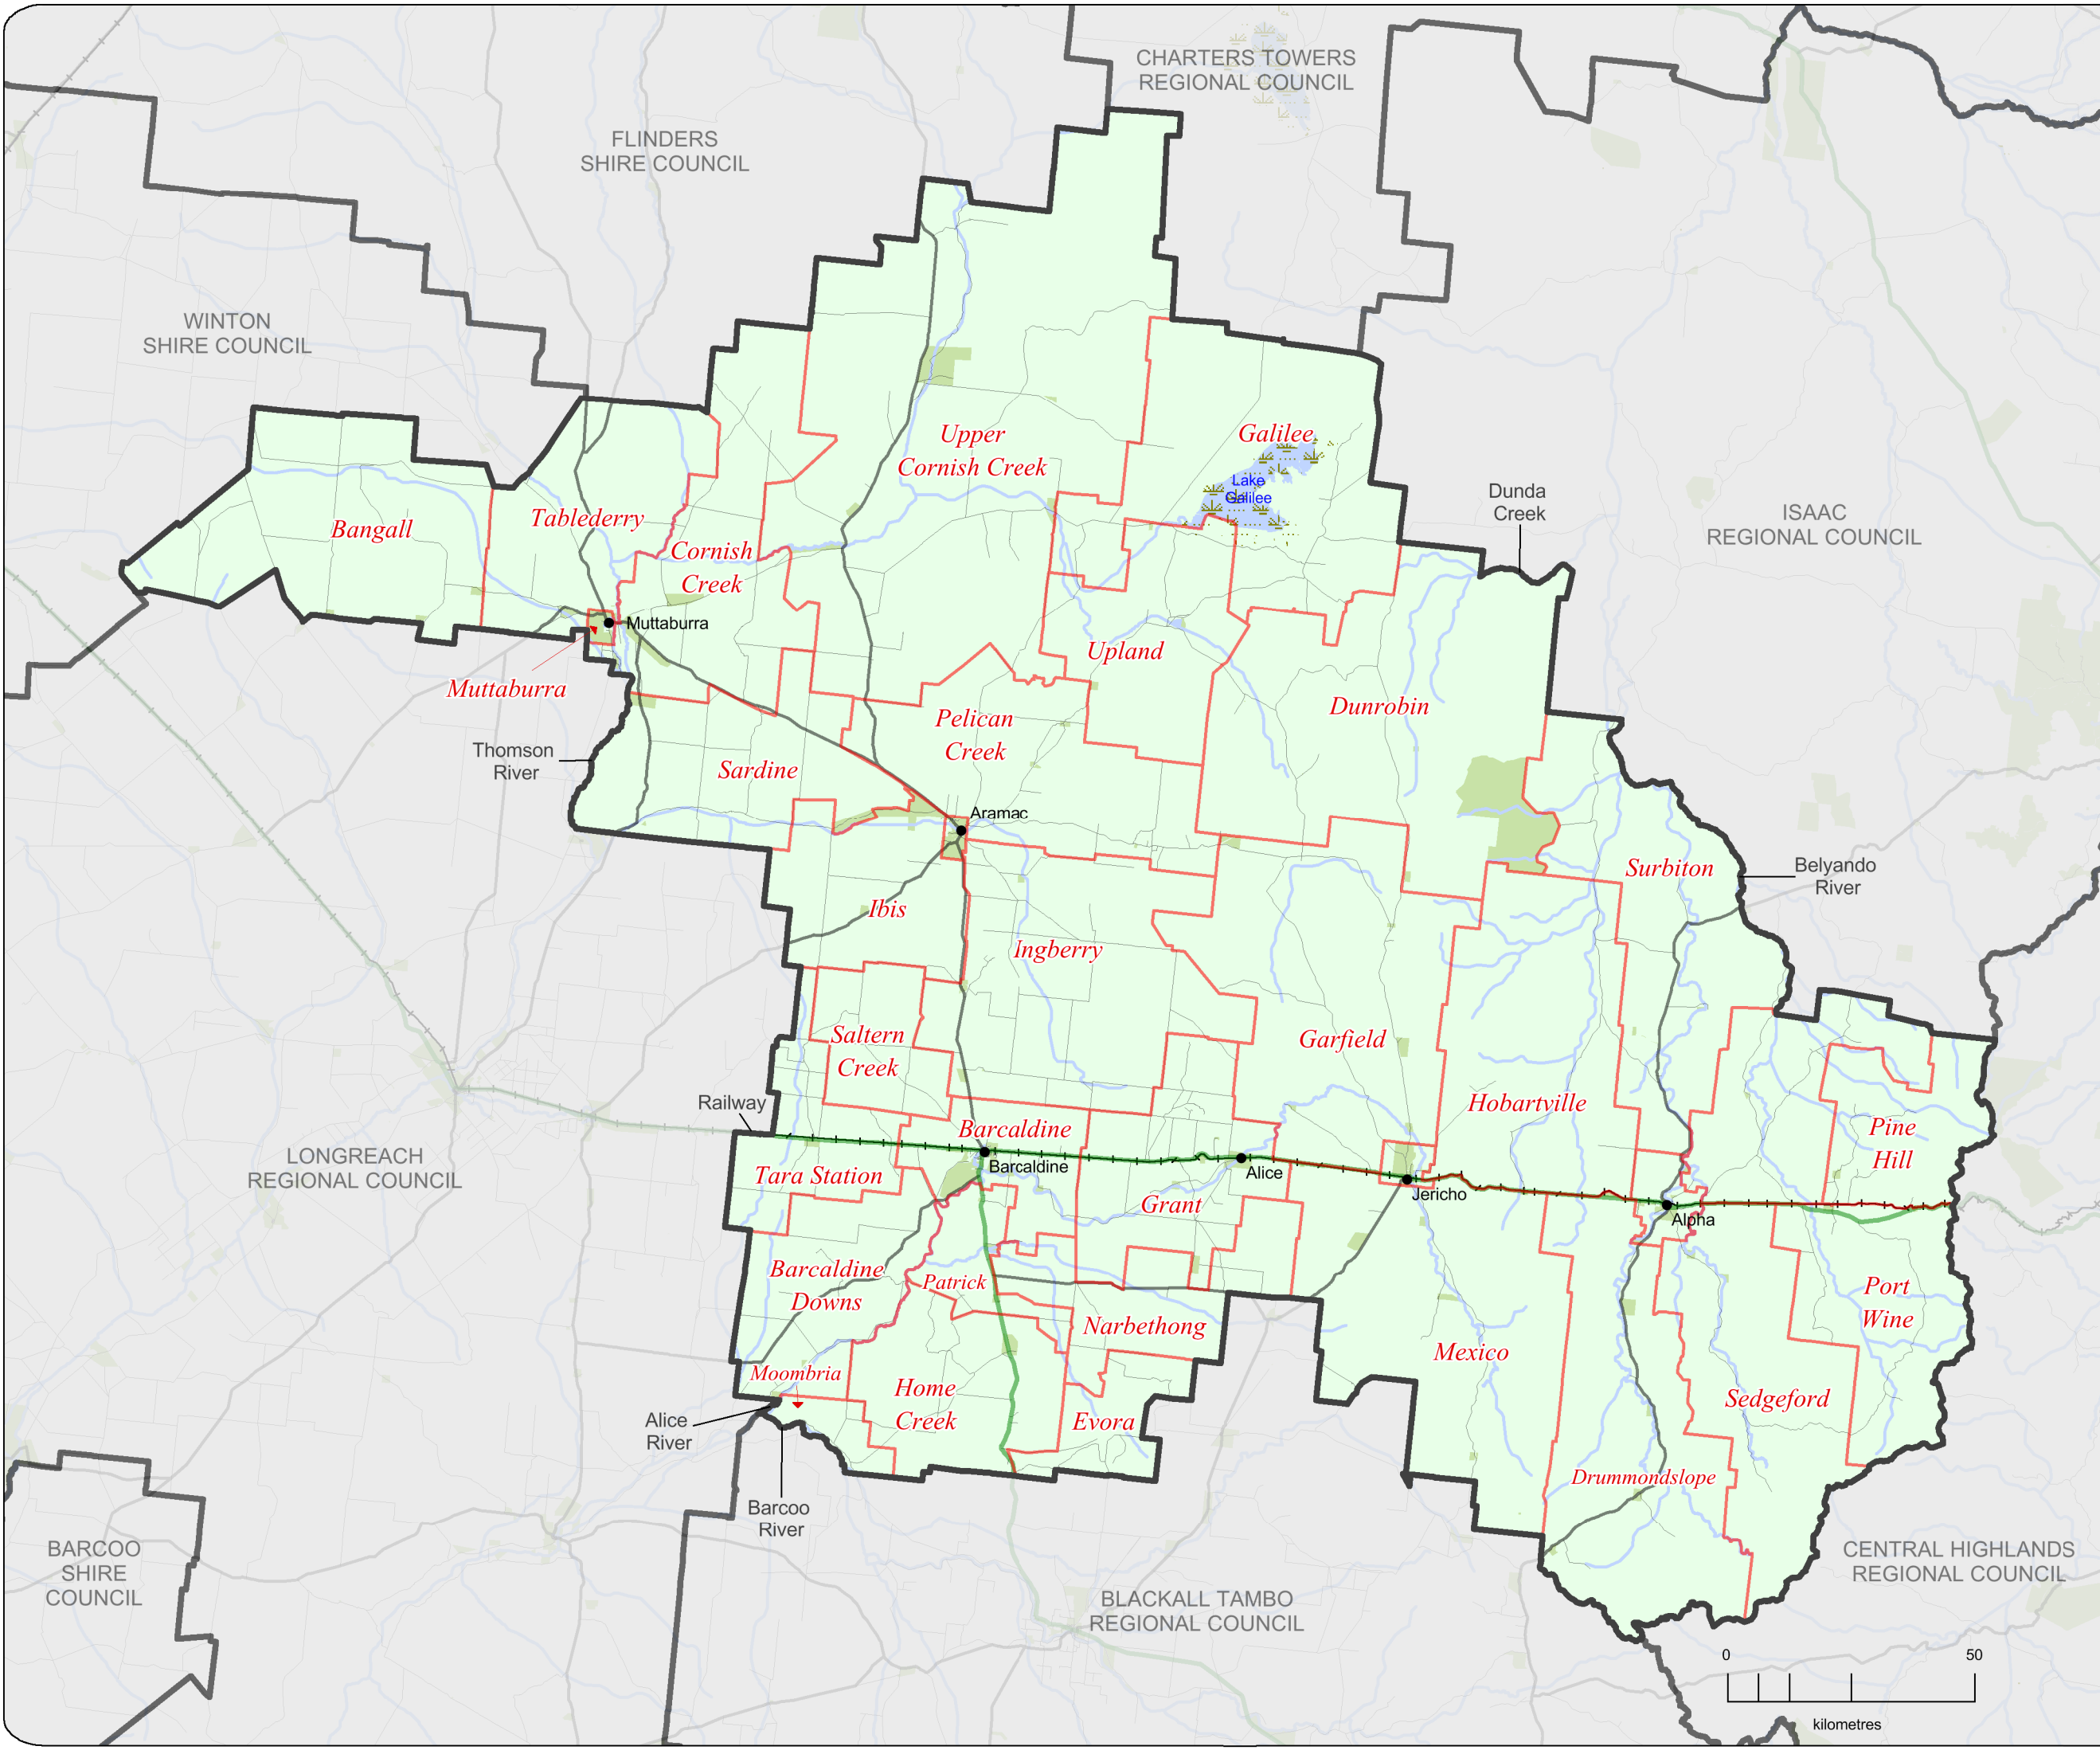 CHARTERS TOWERS
REGIONAL COUNCIL
FLINDERS
SHIRE COUNCIL
WINTON
SHIRE COUNCIL
Upper
Cornish Creek
Galilee
Lake
Galilee
Dunda
Creek
ISAAC
REGIONAL COUNCIL
Bangall
Tablederry
Cornish
Creek
Muttaburra
Muttaburra
Upland
Dunrobin
Thomson
River
Pelican
Creek
Sardine
Aramac
Surbiton
Belyando
River
Ibis
Ingberry
Saltern
Creek
Garfield
Hobartville
Railway
Barcaldine
Barcaldine
Pine
Hill
LONGREACH
REGIONAL COUNCIL
Tara Station
Alice
Grant
Jericho
Alpha
Barcaldine
Downs
Patrick
Port
Wine
Narbethong
Mexico
Moombria
Home
Creek
Evora
Sedgeford
Alice
River
Drummondslope
Barcoo
River
BARCOO
SHIRE
COUNCIL
BLACKALL TAMBO
REGIONAL COUNCIL
CENTRAL HIGHLANDS
REGIONAL COUNCIL
0 50
kilometres